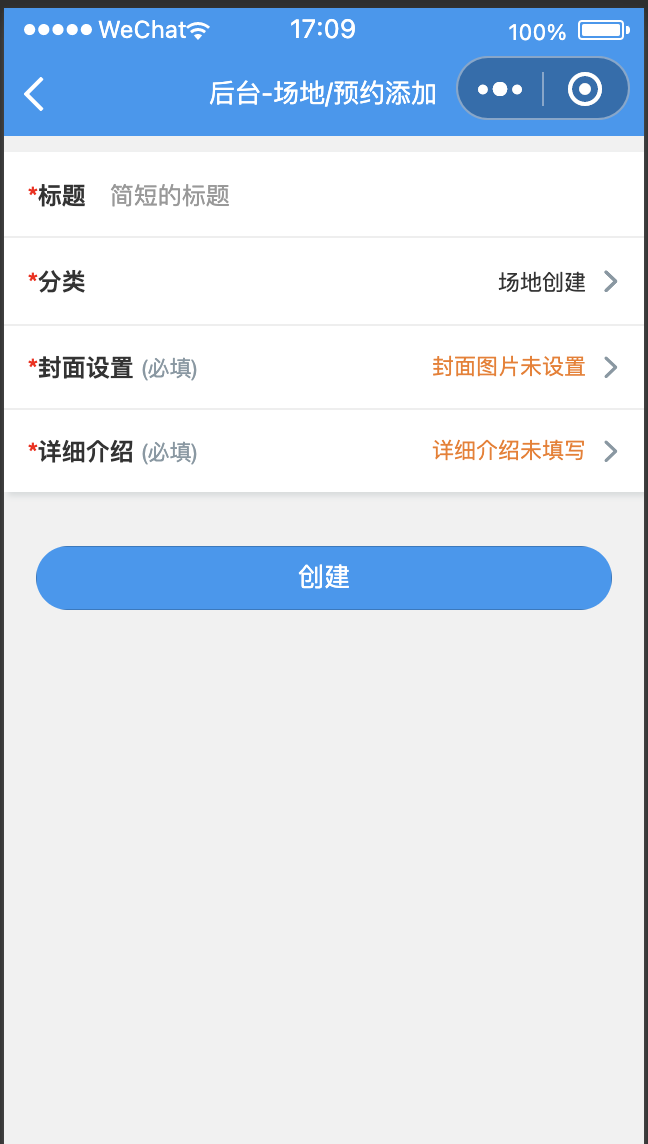 WeChat 17:09 100%
后台-场地/预约添加
*标题 简短的标题
*分类 场地创建
*封面设置 (必填) 封面图片未设置
*详细介绍 (必填) 详细介绍未填写
创建